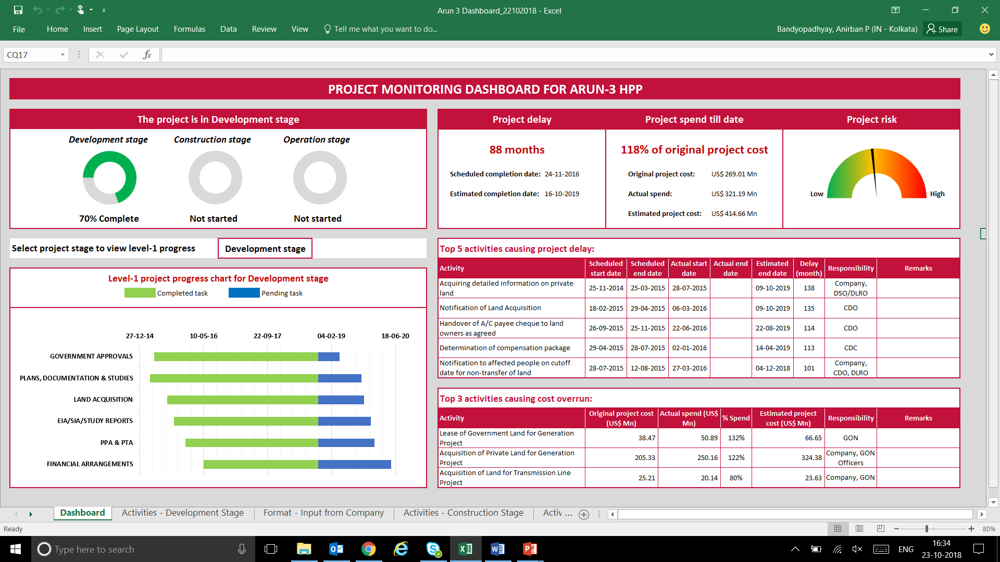 Arun 3 Dashboard_22102018 - Excel
File Home Insert Page Layout Formulas Data Review View Tell me what you want to do...
Bandyopadhyay, Anirban P (IN - Kolkata) Share
CQ17 fx
PROJECT MONITORING DASHBOARD FOR ARUN-3 HPP
The project is in Development stage
Development stage Construction stage Operation stage
70% Complete Not started Not started
Project delay Project spend till date Project risk
88 months
Scheduled completion date: 24-11-2016
Estimated completion date: 16-10-2019
118% of original project cost
Original project cost: US$ 269.01 Mn
Actual spend: US$ 321.19 Mn
Estimated project cost: US$ 414.66 Mn
Low High
Select project stage to view level-1 progress Development stage
Level-1 project progress chart for Development stage
Completed task Pending task
27-12-14 10-05-16 22-09-17 04-02-19 18-06-20
GOVERNMENT APPROVALS
PLANS, DOCUMENTATION & STUDIES
LAND ACQUISITION
EIA/SIA/STUDY REPORTS
PPA & PTA
FINANCIAL ARRANGEMENTS
Top 5 activities causing project delay:
Activity Scheduled start date Scheduled end date Actual start date Actual end date Estimated end date Delay (month) Responsibility Remarks
Acquiring detailed information on private land 25-11-2014 25-03-2015 28-07-2015 09-10-2019 138 Company, DSO/DLRO
Notification of Land Acquisition 18-02-2015 29-04-2015 06-03-2016 09-10-2019 135 CDO
Handover of A/C payee cheque to land owners as agreed 26-09-2015 25-11-2015 22-06-2016 22-08-2019 114 CDO
Determination of compensation package 29-04-2015 28-07-2015 02-01-2016 14-04-2019 113 CDC
Notification to affected people on cutoff date for non-transfer of land 28-07-2015 12-08-2015 27-03-2016 04-12-2018 101 Company, CDO, DLRO
Top 3 activities causing cost overrun:
Activity Original project cost (US$ Mn) Actual spend (US$ Mn) % Spend Estimated project cost (US$ Mn) Responsibility Remarks
Lease of Government Land for Generation Project 38.47 50.89 132% 66.65 GON
Acquisition of Private Land for Generation Project 205.33 250.16 122% 324.38 Company, GON Officers
Acquisition of Land for Transmission Line Project 25.21 20.14 80% 23.63 Company, GON
Dashboard Activities - Development Stage Format - Input from Company Activities - Construction Stage Activ ...
Ready 80%
Type here to search
ENG 16:34
23-10-2018